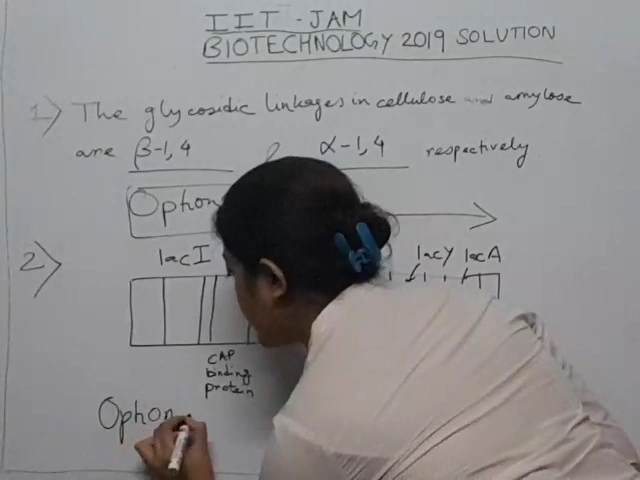 IIT - JAM
BIOTECHNOLOGY 2019 SOLUTION
1) The glycosidic linkages in cellulose and amylose
are β-1,4 & α-1,4 respectively
Option
2)
lacI lacY lacA
CAP
binding
protein
Option